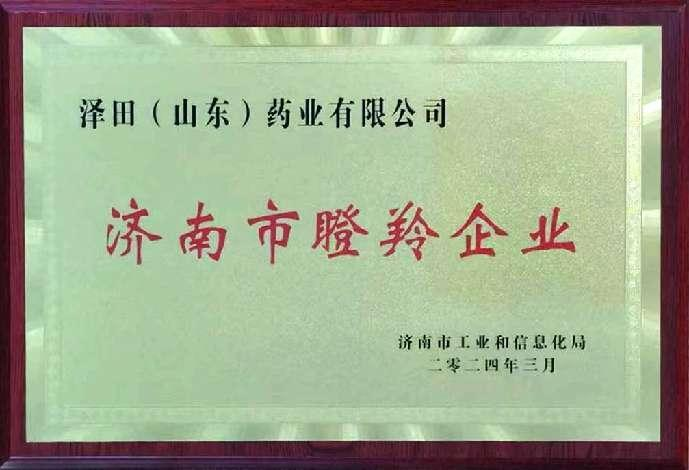 泽田（山东）药业有限公司
济南市瞪羚企业
济南市工业和信息化局
二零二四年三月